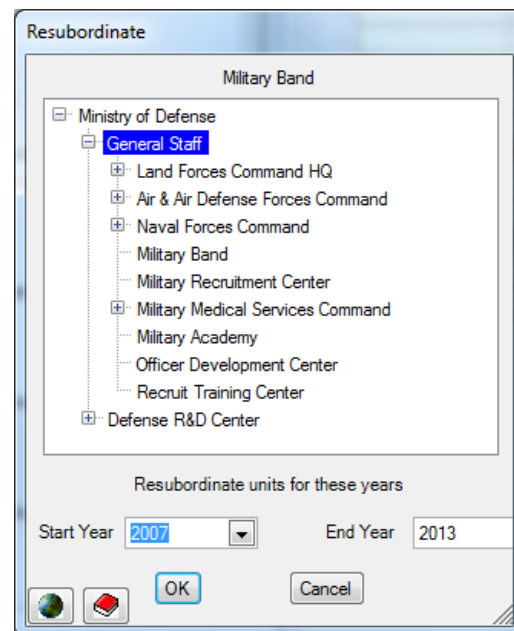 Resubordinate
Military Band
Ministry of Defense
General Staff
Land Forces Command HQ
Air & Air Defense Forces Command
Naval Forces Command
Military Band
Military Recruitment Center
Military Medical Services Command
Military Academy
Officer Development Center
Recruit Training Center
Defense R&D Center
Resubordinate units for these years
Start Year 2007 End Year 2013
OK Cancel